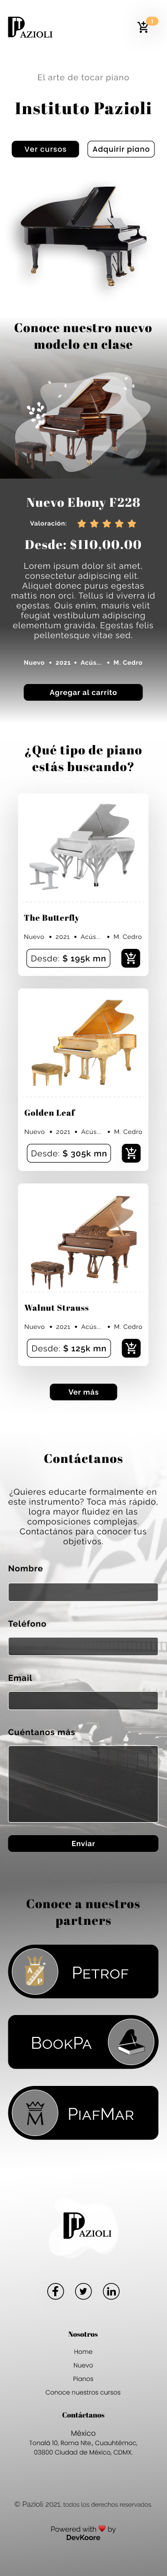 PAZIOLI
1
El arte de tocar piano
Instituto Pazioli
Ver cursos
Adquirir piano
Conoce nuestro nuevo
modelo en clase
Nuevo Ebony F228
Valoración:
Desde: $110,00.00
Lorem ipsum dolor sit amet,
consectetur adipiscing elit.
Aliquet donec purus egestas
mattis non orci. Tellus id viverra id
egestas. Quis enim, mauris velit
feugiat vestibulum adipiscing
elementum gravida. Egestas felis
pellentesque vitae sed.
Nuevo • 2021 • Acús... • M. Cedro
Agregar al carrito
¿Qué tipo de piano
estás buscando?
The Butterfly
Nuevo • 2021 • Acús... • M. Cedro
Desde: $ 195k mn
Golden Leaf
Nuevo • 2021 • Acús... • M. Cedro
Desde: $ 305k mn
Walnut Strauss
Nuevo • 2021 • Acús... • M. Cedro
Desde: $ 125k mn
Ver más
Contáctanos
¿Quieres educarte formalmente en
este instrumento? Toca más rápido,
logra mayor fluidez en las
composiciones complejas.
Contactános para conocer tus
objetivos.
Nombre
Teléfono
Email
Cuéntanos más
Enviar
Conoce a nuestros
partners
PETROF
BOOKPA
PIAFMAR
PAZIOLI
Nosotros
Home
Nuevo
Pianos
Conoce nuestros cursos
Contáctanos
México
Tonalá 10, Roma Nte., Cuauhtémoc,
03800 Ciudad de México, CDMX.
© Pazioli 2021, todos los derechos reservados.
Powered with ❤ by
DevKoore